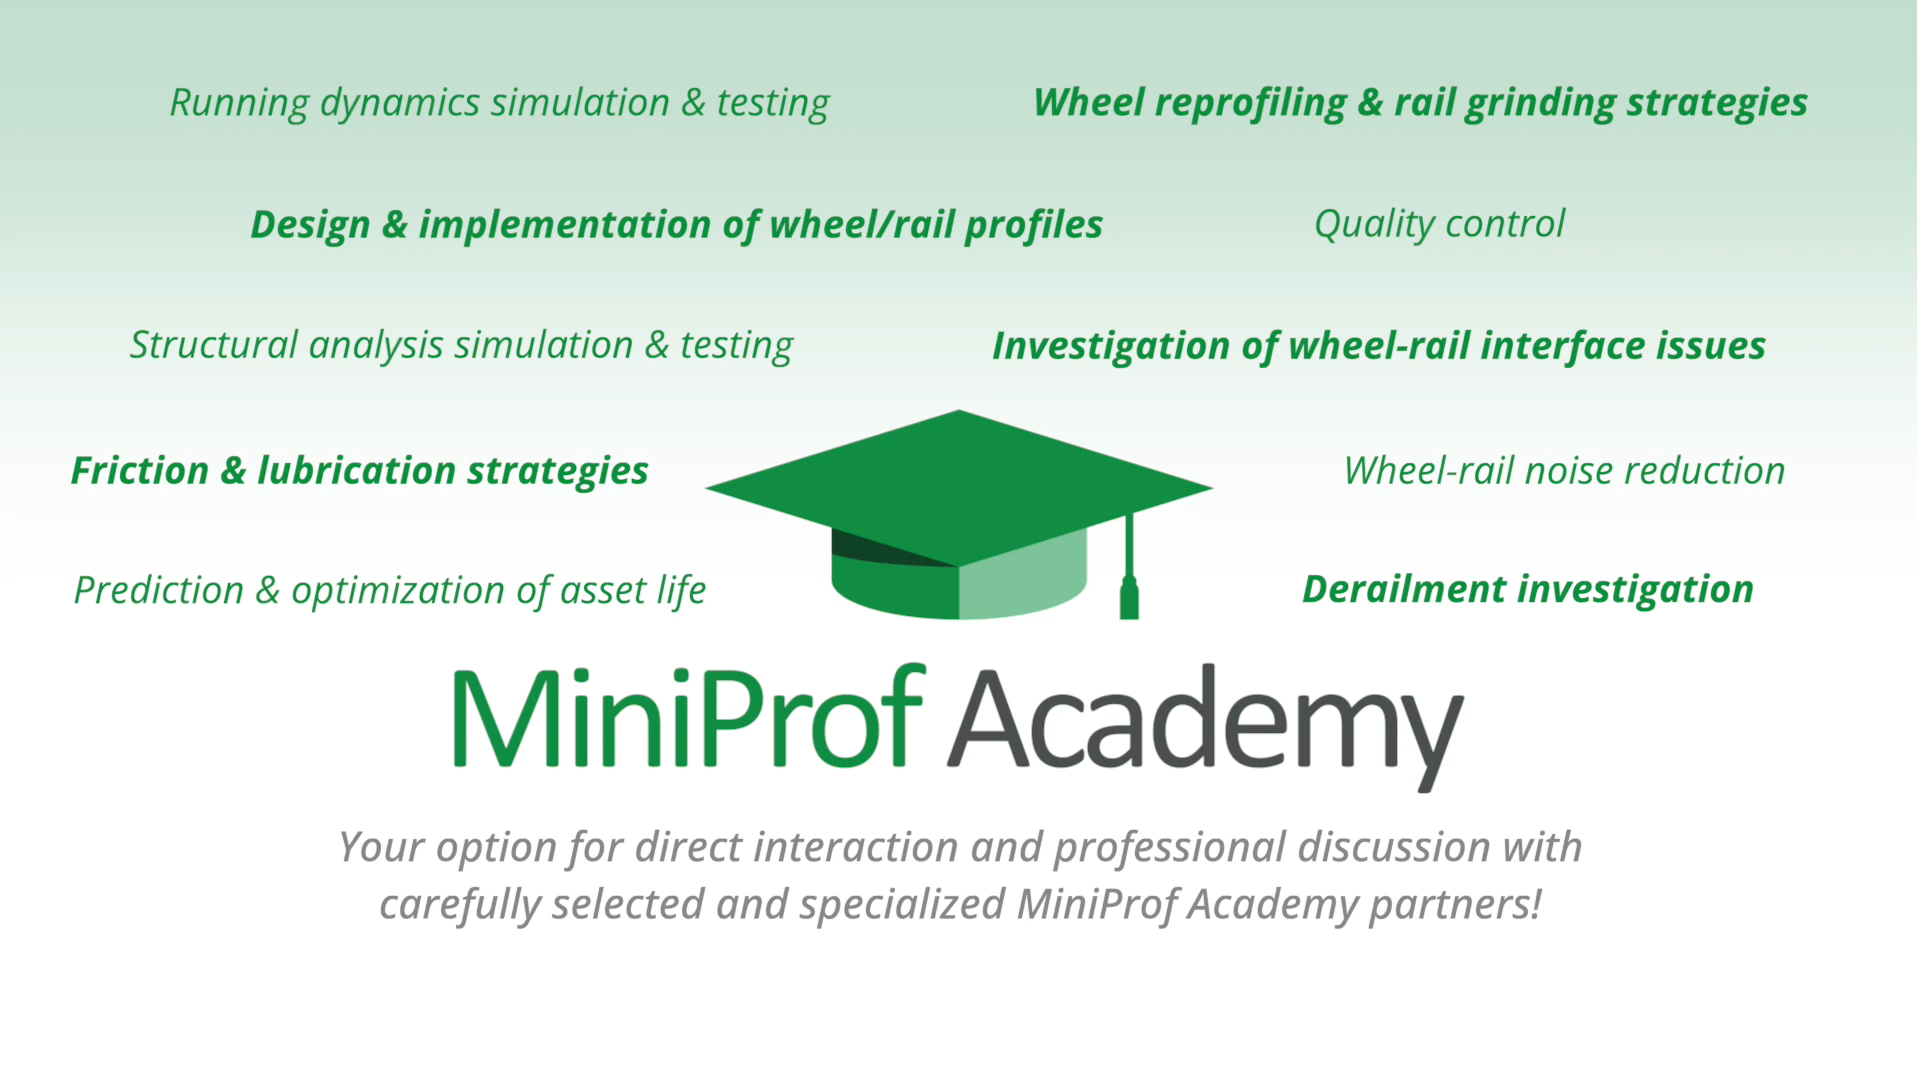 Running dynamics simulation & testing
Wheel reprofiling & rail grinding strategies
Design & implementation of wheel/rail profiles
Quality control
Structural analysis simulation & testing
Investigation of wheel-rail interface issues
Friction & lubrication strategies
Wheel-rail noise reduction
Prediction & optimization of asset life
Derailment investigation
MiniProf Academy
Your option for direct interaction and professional discussion with
carefully selected and specialized MiniProf Academy partners!